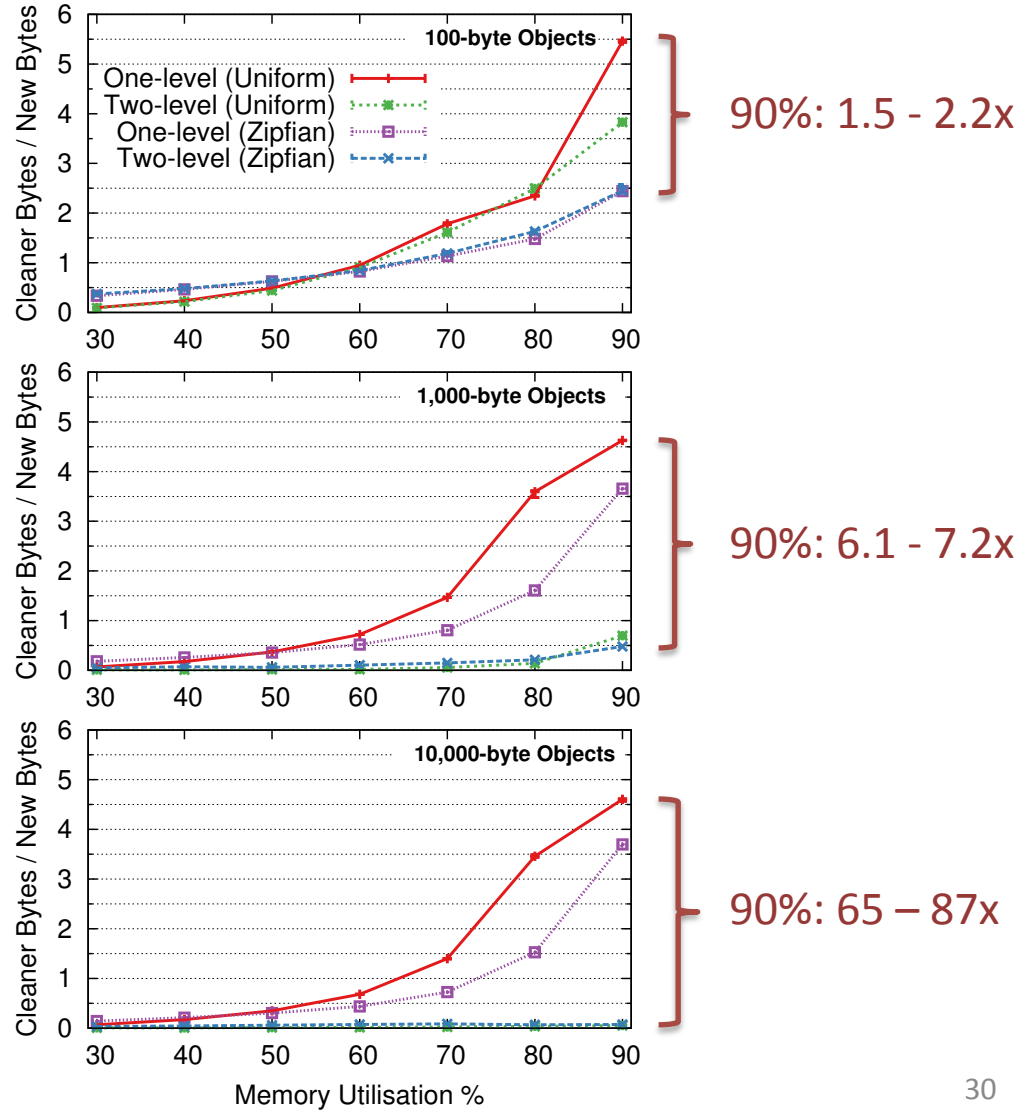 6
5
4
3
2
1
0
Cleaner Bytes / New Bytes
100-byte Objects
One-level (Uniform)
Two-level (Uniform)
One-level (Zipfian)
Two-level (Zipfian)
30 40 50 60 70 80 90
90%: 1.5 - 2.2x
6
5
4
3
2
1
0
Cleaner Bytes / New Bytes
1,000-byte Objects
30 40 50 60 70 80 90
90%: 6.1 - 7.2x
6
5
4
3
2
1
0
Cleaner Bytes / New Bytes
10,000-byte Objects
30 40 50 60 70 80 90
90%: 65 – 87x
Memory Utilisation %
30